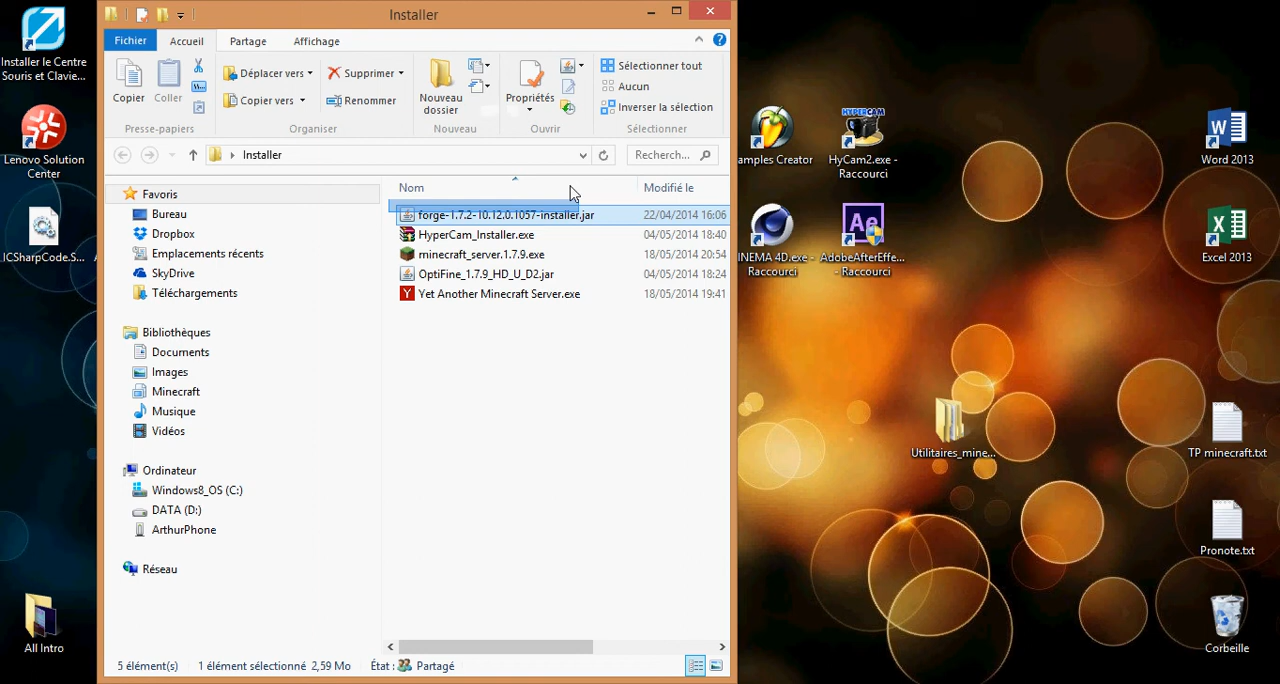 Installer
Fichier
Accueil
Partage
Affichage
Copier
Coller
Déplacer vers
Copier vers
Supprimer
Renommer
Nouveau
dossier
Propriétés
Sélectionner tout
Aucun
Inverser la sélection
Presse-papiers
Organiser
Nouveau
Ouvrir
Sélectionner
Installer
Recherch...
Nom
Modifié le
forge-1.7.2-10.12.0.1057-installer.jar 22/04/2014 16:06
HyperCam_Installer.exe 04/05/2014 18:40
minecraft_server.1.7.9.exe 18/05/2014 20:54
OptiFine_1.7.9_HD_U_D2.jar 04/05/2014 18:24
Yet Another Minecraft Server.exe 18/05/2014 19:41
Favoris
Bureau
Dropbox
Emplacements récents
SkyDrive
Téléchargements
Bibliothèques
Documents
Images
Minecraft
Musique
Vidéos
Ordinateur
Windows8_OS (C:)
DATA (D:)
ArthurPhone
Réseau
5 élément(s) 1 élément sélectionné 2,59 Mo État : Partagé
Installer le Centre
Souris et Clavie...
Lenovo Solution
Center
ICSharpCode.S...
All Intro
amples Creator
HYPERCAM
HyCam2.exe -
Raccourci
INEMA 4D.exe -
Raccourci
Ae
AdobeAfterEffe...
- Raccourci
Utilitaires_mine...
Word 2013
Excel 2013
TP minecraft.txt
Pronote.txt
Corbeille